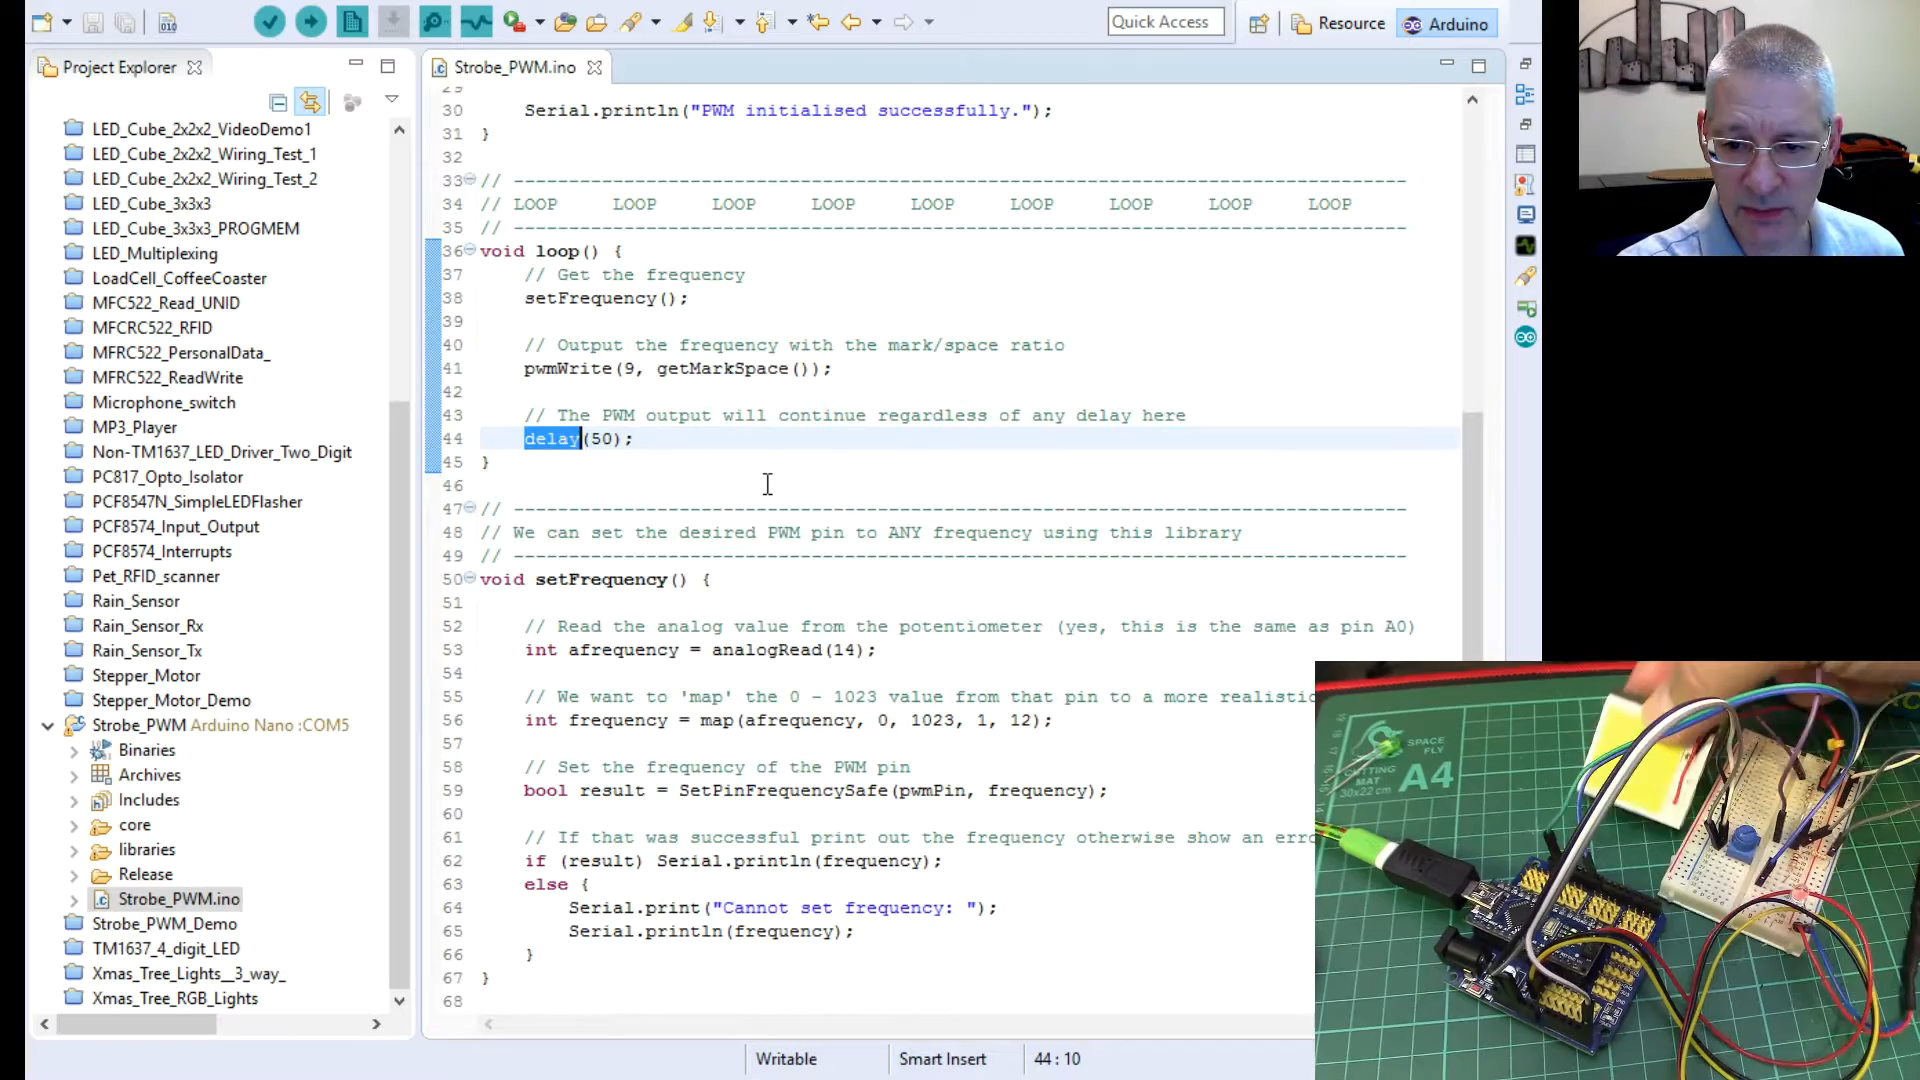 Quick Access
Resource
Arduino
Project Explorer
Strobe_PWM.ino
LED_Cube_2x2x2_VideoDemo1
LED_Cube_2x2x2_Wiring_Test_1
LED_Cube_2x2x2_Wiring_Test_2
LED_Cube_3x3x3
LED_Cube_3x3x3_PROGMEM
LED_Multiplexing
LoadCell_CoffeeCoaster
MFC522_Read_UNID
MFCRC522_RFID
MFRC522_PersonalData_
MFRC522_ReadWrite
Microphone_switch
MP3_Player
Non-TM1637_LED_Driver_Two_Digit
PC817_Opto_Isolator
PCF8547N_SimpleLEDFlasher
PCF8574_Input_Output
PCF8574_Interrupts
Pet_RFID_scanner
Rain_Sensor
Rain_Sensor_Rx
Rain_Sensor_Tx
Stepper_Motor
Stepper_Motor_Demo
Strobe_PWM Arduino Nano :COM5
Binaries
Archives
Includes
core
libraries
Release
Strobe_PWM.ino
Strobe_PWM_Demo
TM1637_4_digit_LED
Xmas_Tree_Lights__3_way_
Xmas_Tree_RGB_Lights
29
30 Serial.println("PWM initialised successfully.");
31 }
32
33 // ---------------------------------------------------------------------------------
34 // LOOP LOOP LOOP LOOP LOOP LOOP LOOP LOOP LOOP
35 // ---------------------------------------------------------------------------------
36 void loop() {
37 // Get the frequency
38 setFrequency();
39
40 // Output the frequency with the mark/space ratio
41 pwmWrite(9, getMarkSpace());
42
43 // The PWM output will continue regardless of any delay here
44 delay(50);
45 }
46
47 // ---------------------------------------------------------------------------------
48 // We can set the desired PWM pin to ANY frequency using this library
49 // ---------------------------------------------------------------------------------
50 void setFrequency() {
51
52 // Read the analog value from the potentiometer (yes, this is the same as pin A0)
53 int afrequency = analogRead(14);
54
55 // We want to 'map' the 0 - 1023 value from that pin to a more realistic
56 int frequency = map(afrequency, 0, 1023, 1, 12);
57
58 // Set the frequency of the PWM pin
59 bool result = SetPinFrequencySafe(pwmPin, frequency);
60
61 // If that was successful print out the frequency otherwise show an erro
62 if (result) Serial.println(frequency);
63 else {
64 Serial.print("Cannot set frequency: ");
65 Serial.println(frequency);
66 }
67 }
68
Writable
Smart Insert
44 : 10
SPACE
FLY
CUTTING
MAT
30x22 cm
A4